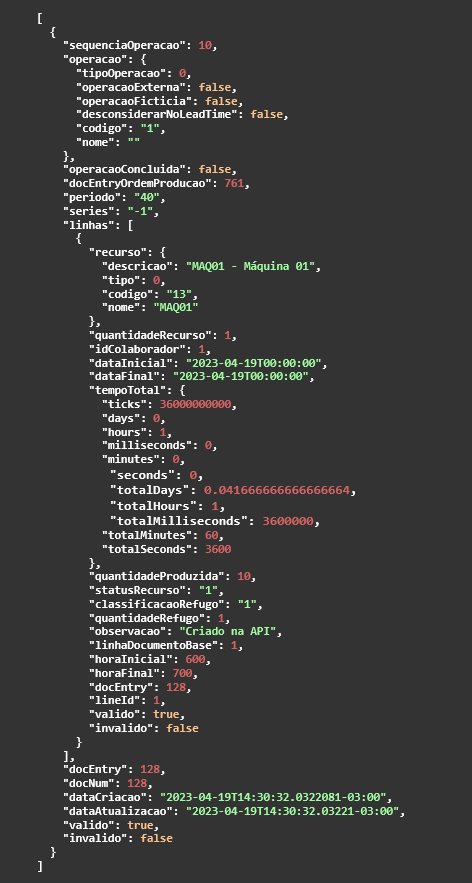 [
{
"sequenciaOperacao": 10,
"operacao": {
"tipoOperacao": 0,
"operacaoExterna": false,
"operacaoFicticia": false,
"desconsiderarNoLeadTime": false,
"codigo": "1",
"nome": ""
},
"operacaoConcluida": false,
"docEntryOrdemProducao": 761,
"periodo": "40",
"series": "-1",
"linhas": [
{
"recurso": {
"descricao": "MAQ01 - Máquina 01",
"tipo": 0,
"codigo": "13",
"nome": "MAQ01"
},
"quantidadeRecurso": 1,
"idColaborador": 1,
"dataInicial": "2023-04-19T00:00:00",
"dataFinal": "2023-04-19T00:00:00",
"tempoTotal": {
"ticks": 36000000000,
"days": 0,
"hours": 1,
"milliseconds": 0,
"minutes": 0,
"seconds": 0,
"totalDays": 0.041666666666666664,
"totalHours": 1,
"totalMilliseconds": 3600000,
"totalMinutes": 60,
"totalSeconds": 3600
},
"quantidadeProduzida": 10,
"statusRecurso": "1",
"classificacaoRefugo": "1",
"quantidadeRefugo": 1,
"observacao": "Criado na API",
"linhaDocumentoBase": 1,
"horaInicial": 600,
"horaFinal": 700,
"docEntry": 128,
"lineId": 1,
"valido": true,
"invalido": false
}
],
"docEntry": 128,
"docNum": 128,
"dataCriacao": "2023-04-19T14:30:32.0322081-03:00",
"dataAtualizacao": "2023-04-19T14:30:32.03221-03:00",
"valido": true,
"invalido": false
}
]